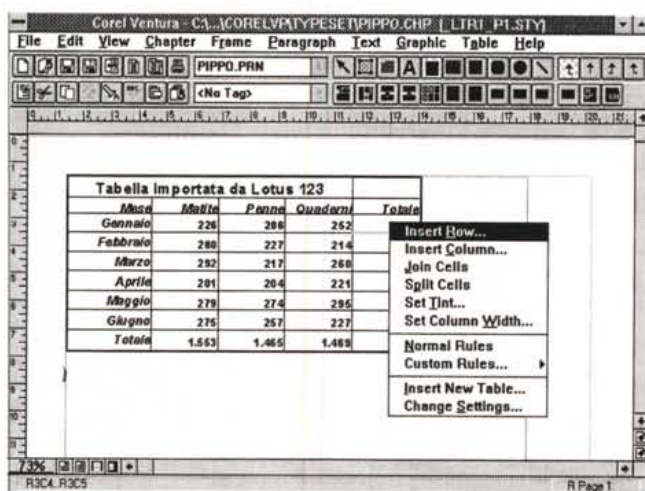 Corel Ventura - C:\...\CORELVP\TYPESET\PIPPO.CHP (_LTR1_P1.STY)
File Edit View Chapter Frame Paragraph Text Graphic Table Help
PIPPO.PRN
<No Tag>
Tabella importata da Lotus 123
Mese Matite Penne Quaderni Totale
Gennaio 226 286 252
Febbraio 280 227 214
Marzo 292 217 260
Aprile 201 204 221
Maggio 279 274 295
Giugno 275 257 227
Totale 1.553 1.465 1.469
Insert Row...
Insert Column...
Join Cells
Split Cells
Set Tint...
Set Column Width...
Normal Rules
Custom Rules...
Insert New Table...
Change Settings...
73%
R3C4..R3C5 R Page 1